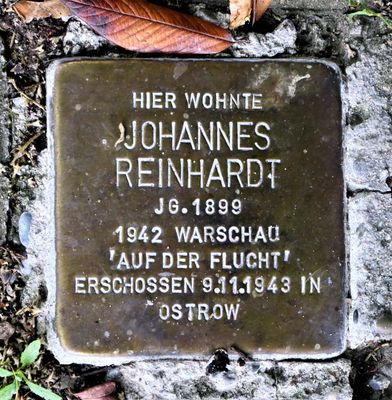 HIER WOHNTE
JOHANNES
REINHARDT
JG. 1899
1942 WARSCHAU
'AUF DER FLUCHT'
ERSCHOSSEN 9.11.1943 IN
OSTROW